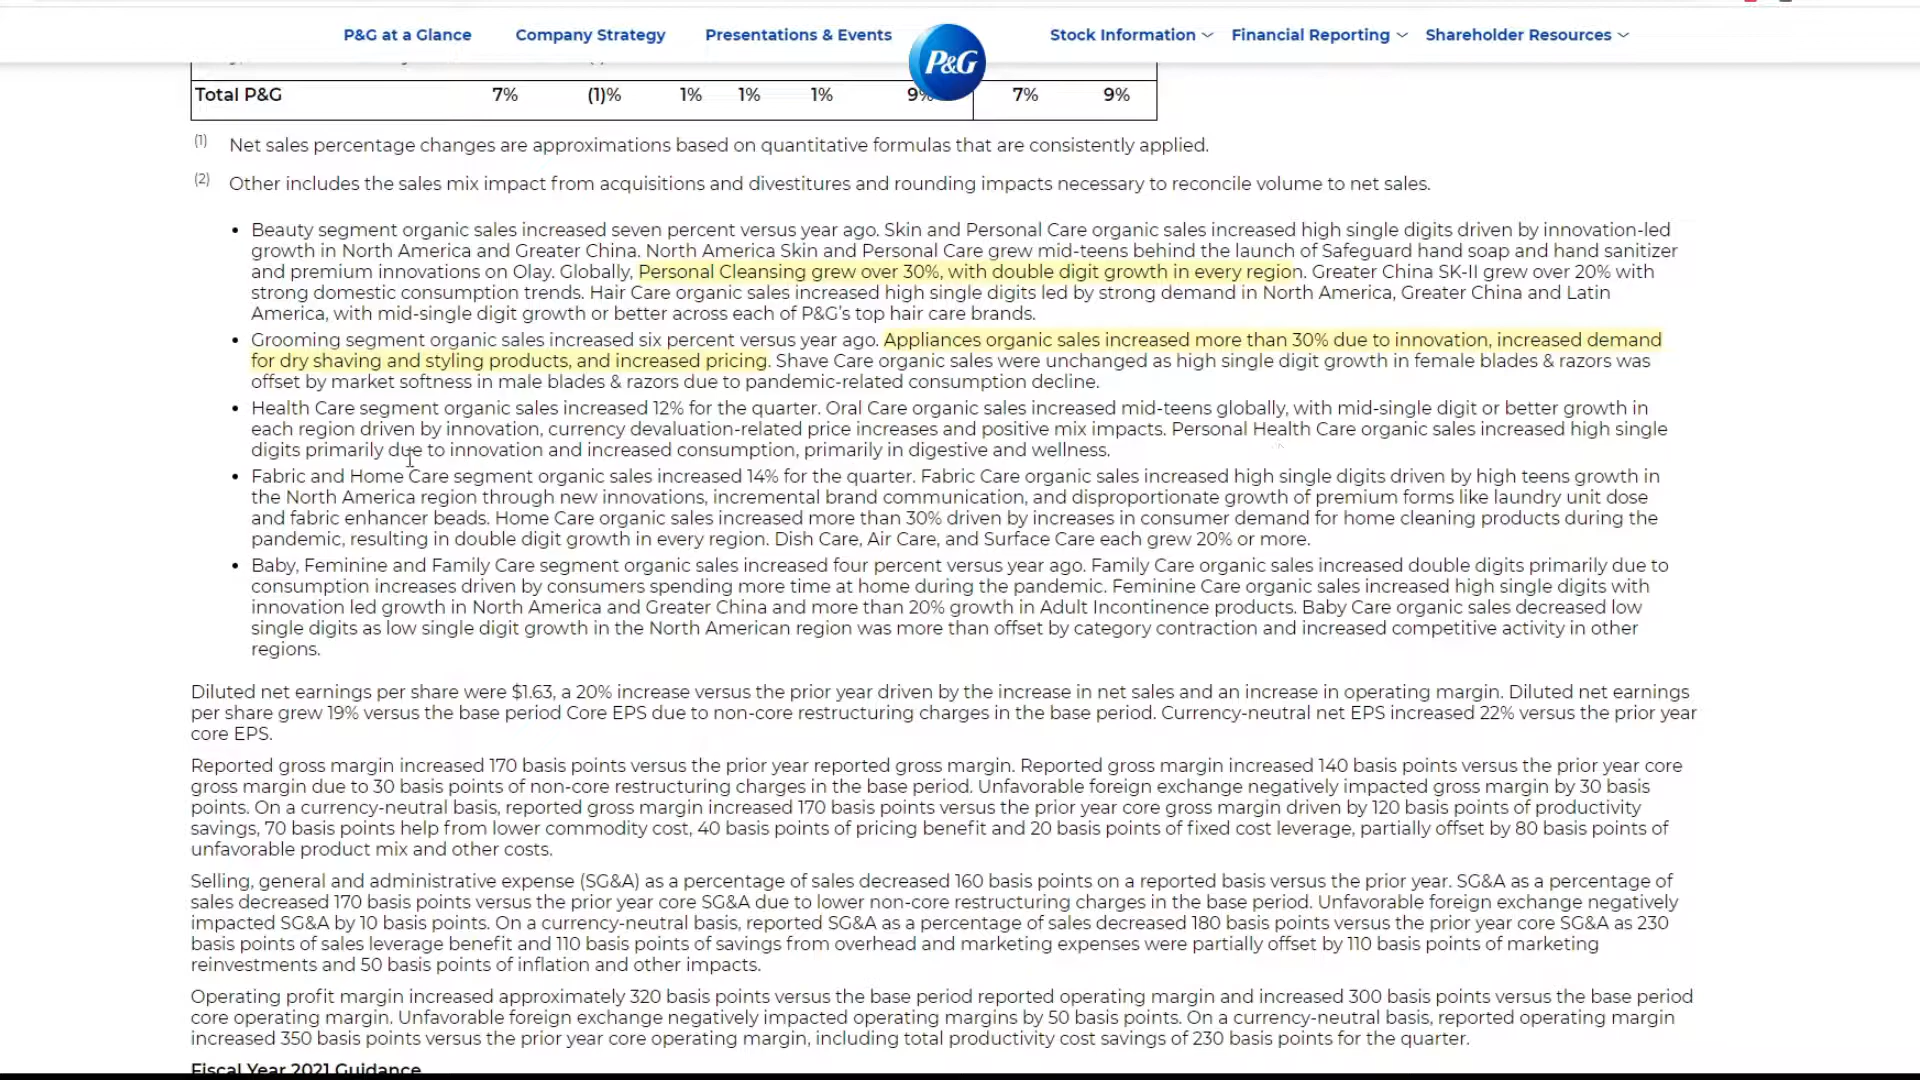 P&G at a Glance Company Strategy Presentations & Events P&G Stock Information Financial Reporting Shareholder Resources
Total P&G 7% (1)% 1% 1% 1% 9% 7% 9%
(1) Net sales percentage changes are approximations based on quantitative formulas that are consistently applied.
(2) Other includes the sales mix impact from acquisitions and divestitures and rounding impacts necessary to reconcile volume to net sales.
• Beauty segment organic sales increased seven percent versus year ago. Skin and Personal Care organic sales increased high single digits driven by innovation-led
growth in North America and Greater China. North America Skin and Personal Care grew mid-teens behind the launch of Safeguard hand soap and hand sanitizer
and premium innovations on Olay. Globally, Personal Cleansing grew over 30%, with double digit growth in every region. Greater China SK-II grew over 20% with
strong domestic consumption trends. Hair Care organic sales increased high single digits led by strong demand in North America, Greater China and Latin
America, with mid-single digit growth or better across each of P&G's top hair care brands.
• Grooming segment organic sales increased six percent versus year ago. Appliances organic sales increased more than 30% due to innovation, increased demand
for dry shaving and styling products, and increased pricing. Shave Care organic sales were unchanged as high single digit growth in female blades & razors was
offset by market softness in male blades & razors due to pandemic-related consumption decline.
• Health Care segment organic sales increased 12% for the quarter. Oral Care organic sales increased mid-teens globally, with mid-single digit or better growth in
each region driven by innovation, currency devaluation-related price increases and positive mix impacts. Personal Health Care organic sales increased high single
digits primarily due to innovation and increased consumption, primarily in digestive and wellness.
• Fabric and Home Care segment organic sales increased 14% for the quarter. Fabric Care organic sales increased high single digits driven by high teens growth in
the North America region through new innovations, incremental brand communication, and disproportionate growth of premium forms like laundry unit dose
and fabric enhancer beads. Home Care organic sales increased more than 30% driven by increases in consumer demand for home cleaning products during the
pandemic, resulting in double digit growth in every region. Dish Care, Air Care, and Surface Care each grew 20% or more.
• Baby, Feminine and Family Care segment organic sales increased four percent versus year ago. Family Care organic sales increased double digits primarily due to
consumption increases driven by consumers spending more time at home during the pandemic. Feminine Care organic sales increased high single digits with
innovation led growth in North America and Greater China and more than 20% growth in Adult Incontinence products. Baby Care organic sales decreased low
single digits as low single digit growth in the North American region was more than offset by category contraction and increased competitive activity in other
regions.
Diluted net earnings per share were $1.63, a 20% increase versus the prior year driven by the increase in net sales and an increase in operating margin. Diluted net earnings
per share grew 19% versus the base period Core EPS due to non-core restructuring charges in the base period. Currency-neutral net EPS increased 22% versus the prior year
core EPS.
Reported gross margin increased 170 basis points versus the prior year reported gross margin. Reported gross margin increased 140 basis points versus the prior year core
gross margin due to 30 basis points of non-core restructuring charges in the base period. Unfavorable foreign exchange negatively impacted gross margin by 30 basis
points. On a currency-neutral basis, reported gross margin increased 170 basis points versus the prior year core gross margin driven by 120 basis points of productivity
savings, 70 basis points help from lower commodity cost, 40 basis points of pricing benefit and 20 basis points of fixed cost leverage, partially offset by 80 basis points of
unfavorable product mix and other costs.
Selling, general and administrative expense (SG&A) as a percentage of sales decreased 160 basis points on a reported basis versus the prior year. SG&A as a percentage of
sales decreased 170 basis points versus the prior year core SG&A due to lower non-core restructuring charges in the base period. Unfavorable foreign exchange negatively
impacted SG&A by 10 basis points. On a currency-neutral basis, reported SG&A as a percentage of sales decreased 180 basis points versus the prior year core SG&A as 230
basis points of sales leverage benefit and 110 basis points of savings from overhead and marketing expenses were partially offset by 110 basis points of marketing
reinvestments and 50 basis points of inflation and other impacts.
Operating profit margin increased approximately 320 basis points versus the base period reported operating margin and increased 300 basis points versus the base period
core operating margin. Unfavorable foreign exchange negatively impacted operating margins by 50 basis points. On a currency-neutral basis, reported operating margin
increased 350 basis points versus the prior year core operating margin, including total productivity cost savings of 230 basis points for the quarter.
Fiscal Year 2021 Guidance